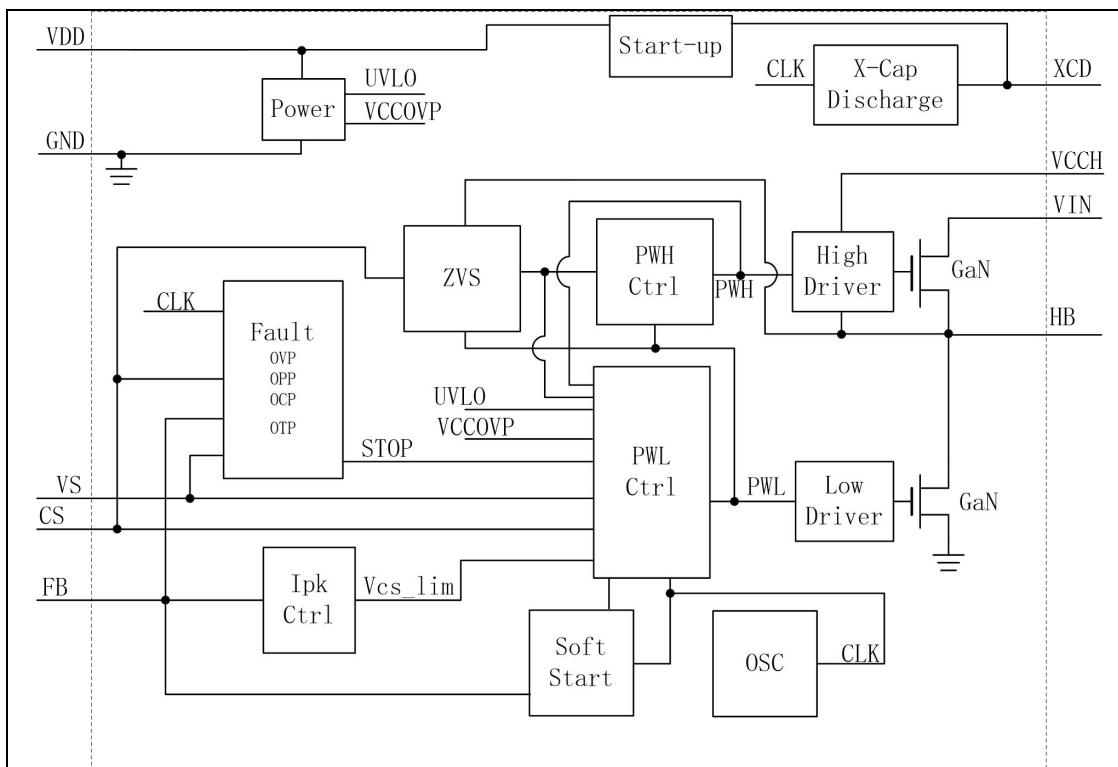 VDD
Start-up
CLK
X-Cap
Discharge
XCD
UVLO
Power
VCCOVP
GND
VCCH
VIN
ZVS
PWH
Ctrl
PWH
High
Driver
GaN
HB
CLK
Fault
OVP
OPP
OCP
OTP
UVLO
VCCOVP
STOP
PWL
Ctrl
PWL
Low
Driver
GaN
VS
CS
FB
Ipk
Ctrl
Vcs_lim
Soft
Start
OSC
CLK